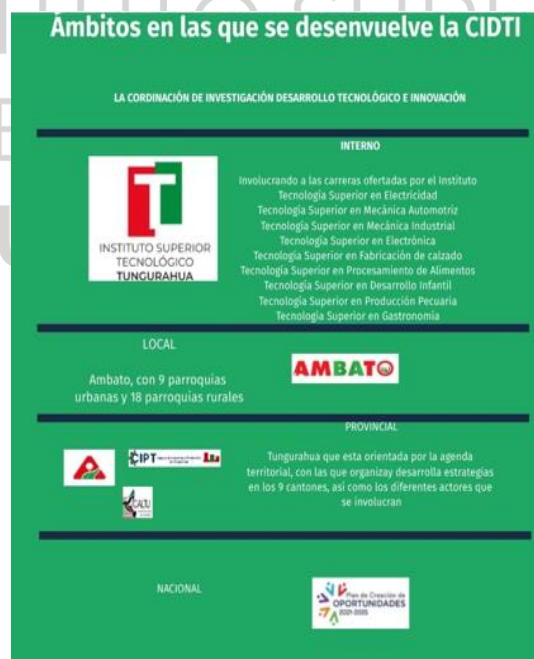 Ámbitos en las que se desenvuelve la CIDTI
LA CORDINACIÓN DE INVESTIGACIÓN DESARROLLO TECNOLÓGICO E INNOVACIÓN
INTERNO
INSTITUTO SUPERIOR
TECNOLÓGICO
TUNGURAHUA
Involucrando a las carreras ofertadas por el Instituto
Tecnología Superior en Electricidad
Tecnología Superior en Mecánica Automotriz
Tecnología Superior en Mecánica Industrial
Tecnología Superior en Electrónica
Tecnología Superior en Fabricación de calzado
Tecnología Superior en Procesamiento de Alimentos
Tecnología Superior en Desarrollo Infantil
Tecnología Superior en Producción Pecuaria
Tecnología Superior en Gastronomía
LOCAL
Ambato, con 9 parroquias
urbanas y 18 parroquias rurales
AMBATO
PROVINCIAL
CIPT
CALTU
Tungurahua que esta orientada por la agenda
territorial, con las que organizay desarrolla estrategias
en los 9 cantones, así como los diferentes actores que
se involucran
NACIONAL
Plan de Creación de
OPORTUNIDADES
2021-2025